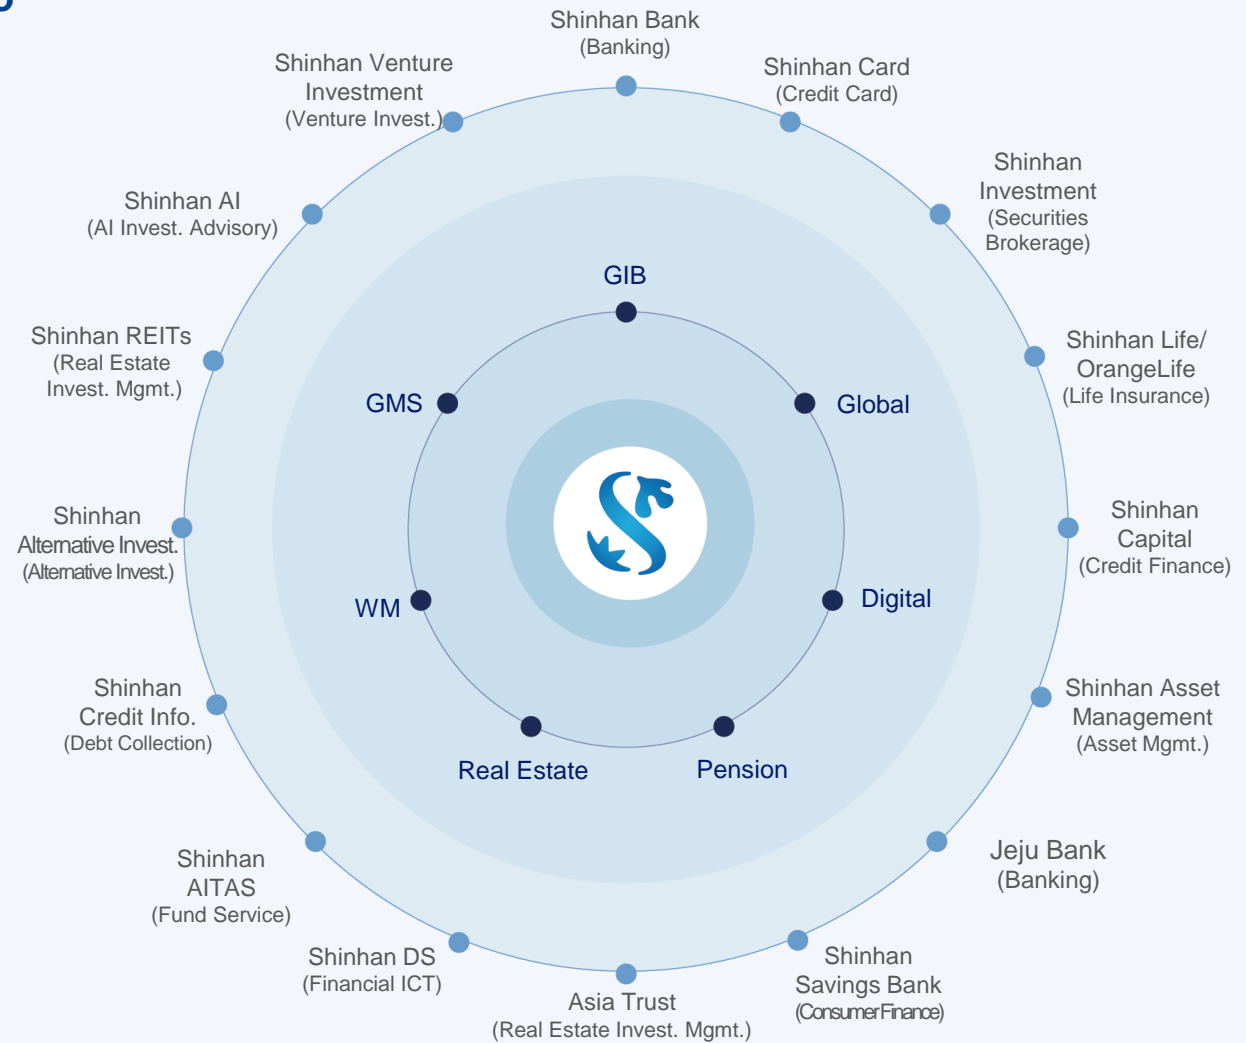 Shinhan Bank
(Banking)
Shinhan Card
(Credit Card)
Shinhan
Investment
(Securities
Brokerage)
Shinhan Life/
OrangeLife
(Life Insurance)
Shinhan
Capital
(Credit Finance)
Shinhan Asset
Management
(Asset Mgmt.)
Jeju Bank
(Banking)
Shinhan
Savings Bank
(ConsumerFinance)
Asia Trust
(Real Estate Invest. Mgmt.)
Shinhan DS
(Financial ICT)
Shinhan
AITAS
(Fund Service)
Shinhan
Credit Info.
(Debt Collection)
Shinhan
Alternative Invest.
(Alternative Invest.)
Shinhan REITs
(Real Estate
Invest. Mgmt.)
Shinhan AI
(AI Invest. Advisory)
Shinhan Venture
Investment
(Venture Invest.)
GIB
Global
Digital
Pension
Real Estate
WM
GMS